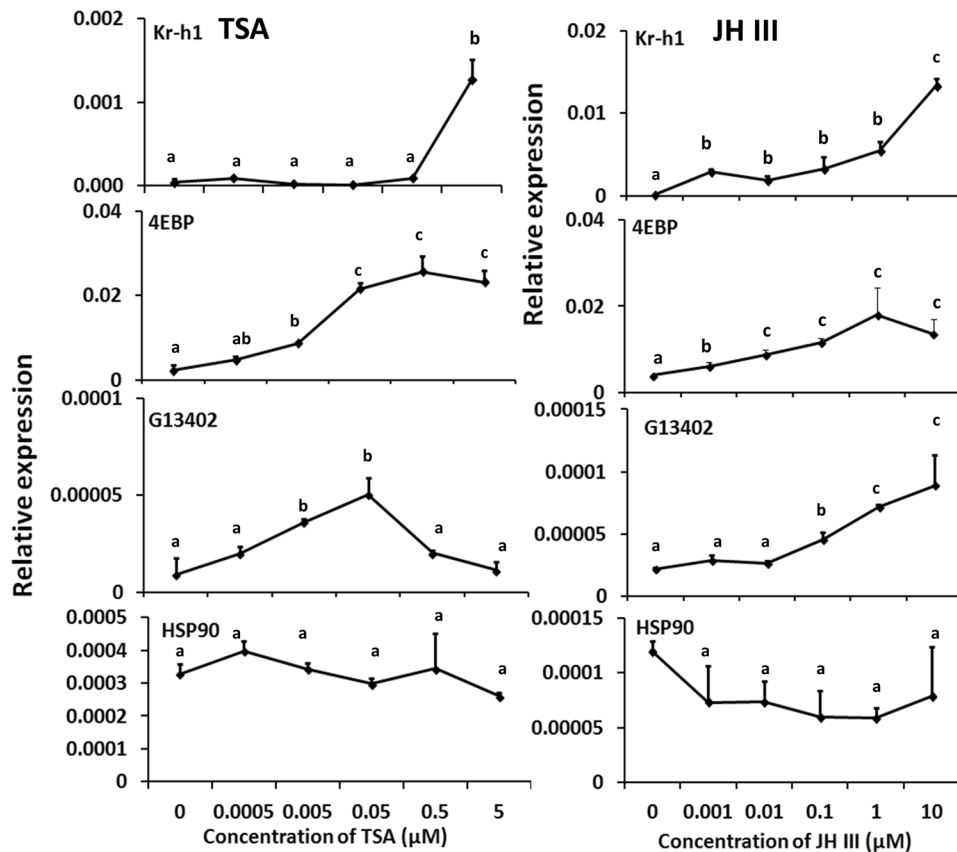 TSA
Kr-h1
0.002
0.001
0.000
a a a a a b
4EBP
0.04
0.02
0
a ab b c c c
G13402
0.0001
0.00005
0
a a b b a a
HSP90
0.0005
0.0004
0.0003
0.0002
0.0001
0
a a a a a a
0 0.0005 0.005 0.05 0.5 5
Concentration of TSA (µM)
Relative expression
JH III
Kr-h1
0.02
0.01
0
a b b b b c
4EBP
0.04
0.02
0
a b c c c c
G13402
0.00015
0.0001
0.00005
0
a a a b c c
HSP90
0.00015
0.0001
0.00005
0
a a a a a a
0 0.001 0.01 0.1 1 10
Concentration of JH III (µM)
Relative expression